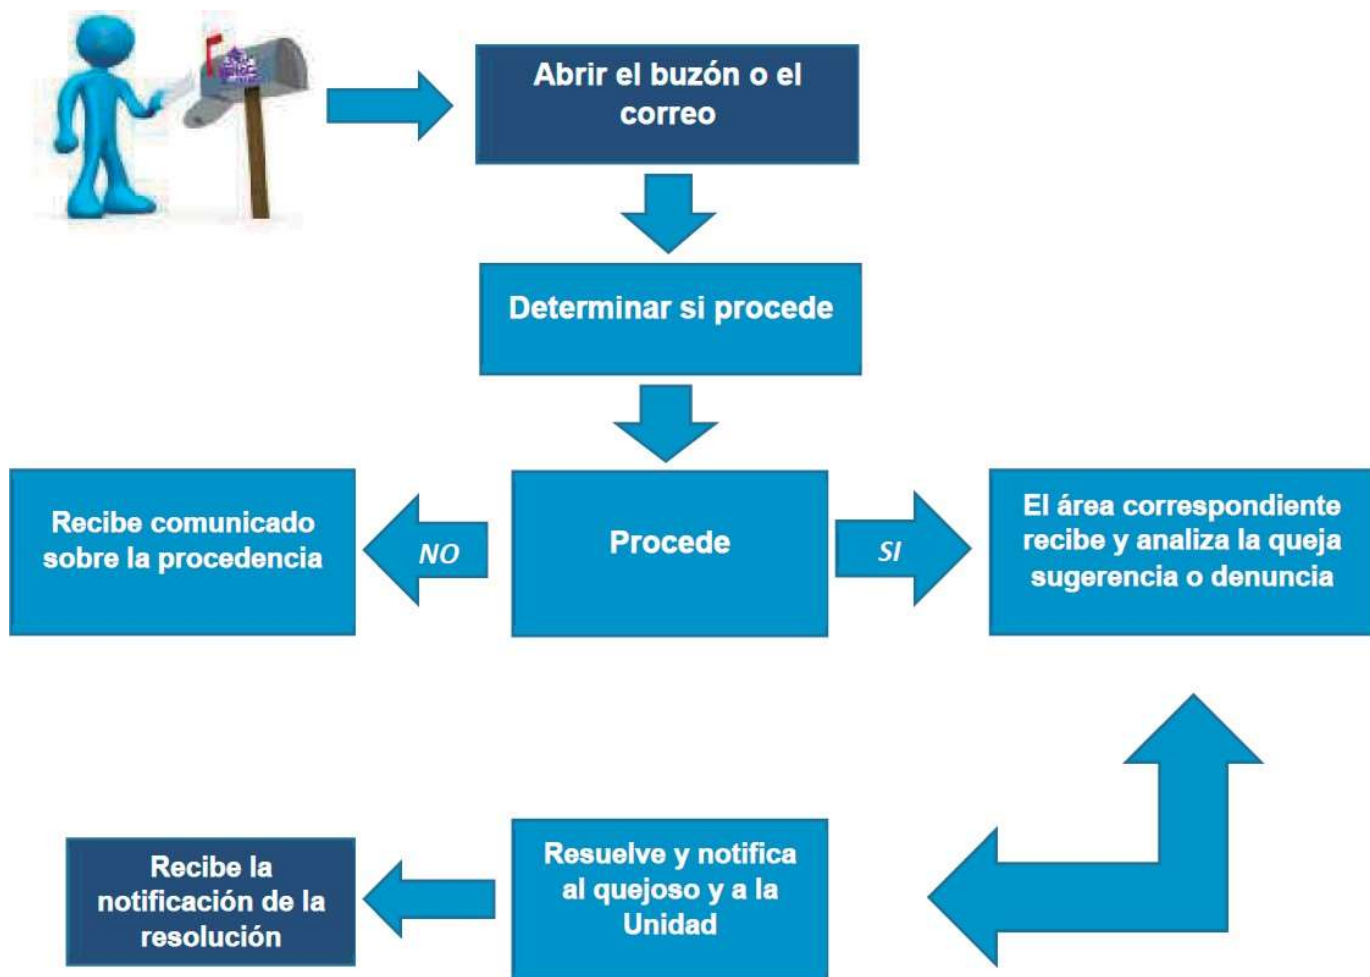 Abrir el buzón o el
correo
Determinar si procede
Recibe comunicado
sobre la procedencia
NO
Procede
SI
El área correspondiente
recibe y analiza la queja
sugerencia o denuncia
Recibe la
notificación de la
resolución
Resuelve y notifica
al quejoso y a la
Unidad